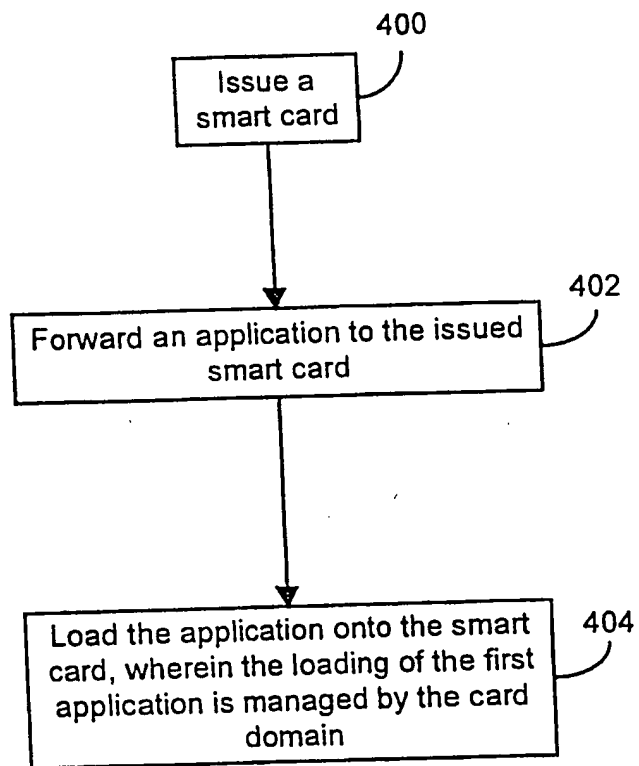 400
Issue a
smart card
402
Forward an application to the issued
smart card
404
Load the application onto the smart
card, wherein the loading of the first
application is managed by the card
domain